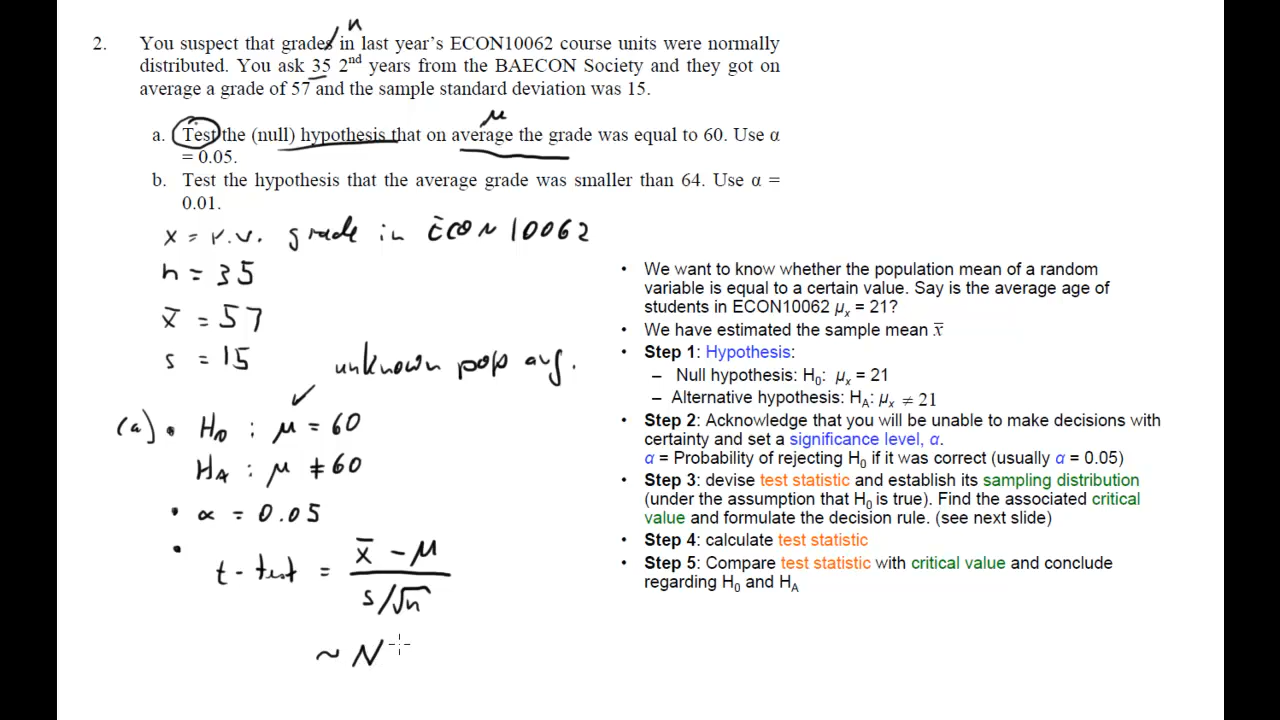 n
2. You suspect that grades in last year's ECON10062 course units were normally
distributed. You ask 35 2nd years from the BAECON Society and they got on
average a grade of 57 and the sample standard deviation was 15.
μ
a. Test the (null) hypothesis that on average the grade was equal to 60. Use α
= 0.05.
b. Test the hypothesis that the average grade was smaller than 64. Use α =
0.01.
x = r.v. grade in ECON 10062
n = 35
x̄ = 57
s = 15
unknown pop avg.
✓
(a) • H0 : μ = 60
HA : μ ≠ 60
• α = 0.05
• t-test = x̄ - μ / s/√n
~ N
• We want to know whether the population mean of a random
variable is equal to a certain value. Say is the average age of
students in ECON10062 μx = 21?
• We have estimated the sample mean x̄
• Step 1: Hypothesis:
– Null hypothesis: H0: μx = 21
– Alternative hypothesis: HA: μx ≠ 21
• Step 2: Acknowledge that you will be unable to make decisions with
certainty and set a significance level, α.
α = Probability of rejecting H0 if it was correct (usually α = 0.05)
• Step 3: devise test statistic and establish its sampling distribution
(under the assumption that H0 is true). Find the associated critical
value and formulate the decision rule. (see next slide)
• Step 4: calculate test statistic
• Step 5: Compare test statistic with critical value and conclude
regarding H0 and HA